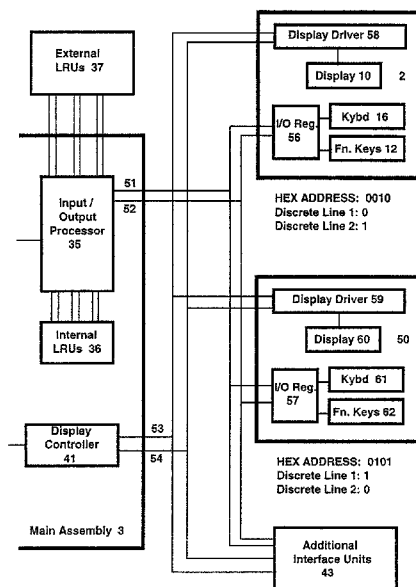 External
LRUs 37
Input /
Output
Processor
35
Internal
LRUs 36
Display
Controller
41
Main Assembly 3
51
52
53
54
Display Driver 58
Display 10
2
I/O Reg.
56
Kybd 16
Fn. Keys 12
HEX ADDRESS: 0010
Discrete Line 1: 0
Discrete Line 2: 1
Display Driver 59
Display 60
50
I/O Reg.
57
Kybd 61
Fn. Keys 62
HEX ADDRESS: 0101
Discrete Line 1: 1
Discrete Line 2: 0
Additional
Interface Units
43